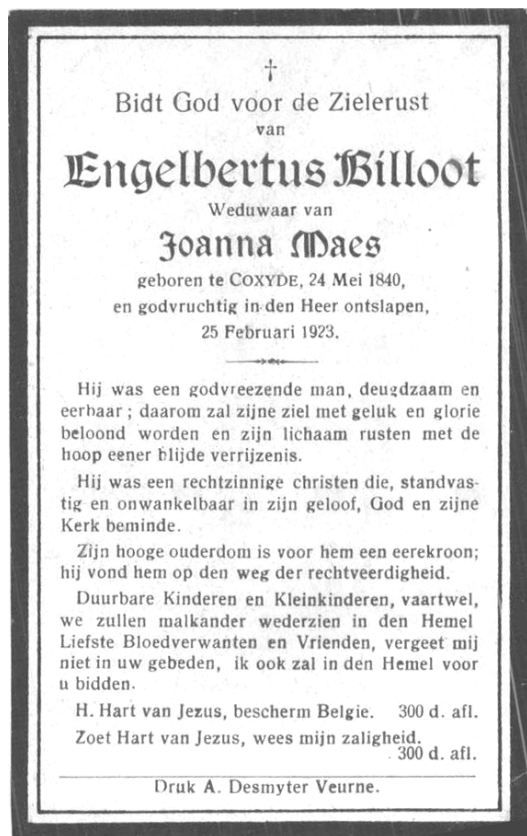 †
Bidt God voor de Zielerust
van
Engelbertus Billoot
Weduwaar van
Joanna Maes
geboren te COXYDE, 24 Mei 1840,
en godvruchtig in den Heer ontslapen,
25 Februari 1923.
Hij was een godvreezende man, deugdzaam en
eerbaar ; daarom zal zijne ziel met geluk en glorie
beloond worden en zijn lichaam rusten met de
hoop eener blijde verrijzenis.
Hij was een rechtzinnige christen die, standvas-
tig en onwankelbaar in zijn geloof, God en zijne
Kerk beminde.
Zijn hooge ouderdom is voor hem een eerekroon;
hij vond hem op den weg der rechtveerdigheid.
Duurbare Kinderen en Kleinkinderen, vaartwel,
we zullen malkander wederzien in den Hemel
Liefste Bloedverwanten en Vrienden, vergeet mij
niet in uw gebeden, ik ook zal in den Hemel voor
u bidden.
H. Hart van Jezus, bescherm Belgie. 300 d. afl.
Zoet Hart van Jezus, wees mijn zaligheid.
300 d. afl.
Druk A. Desmyter Veurne.